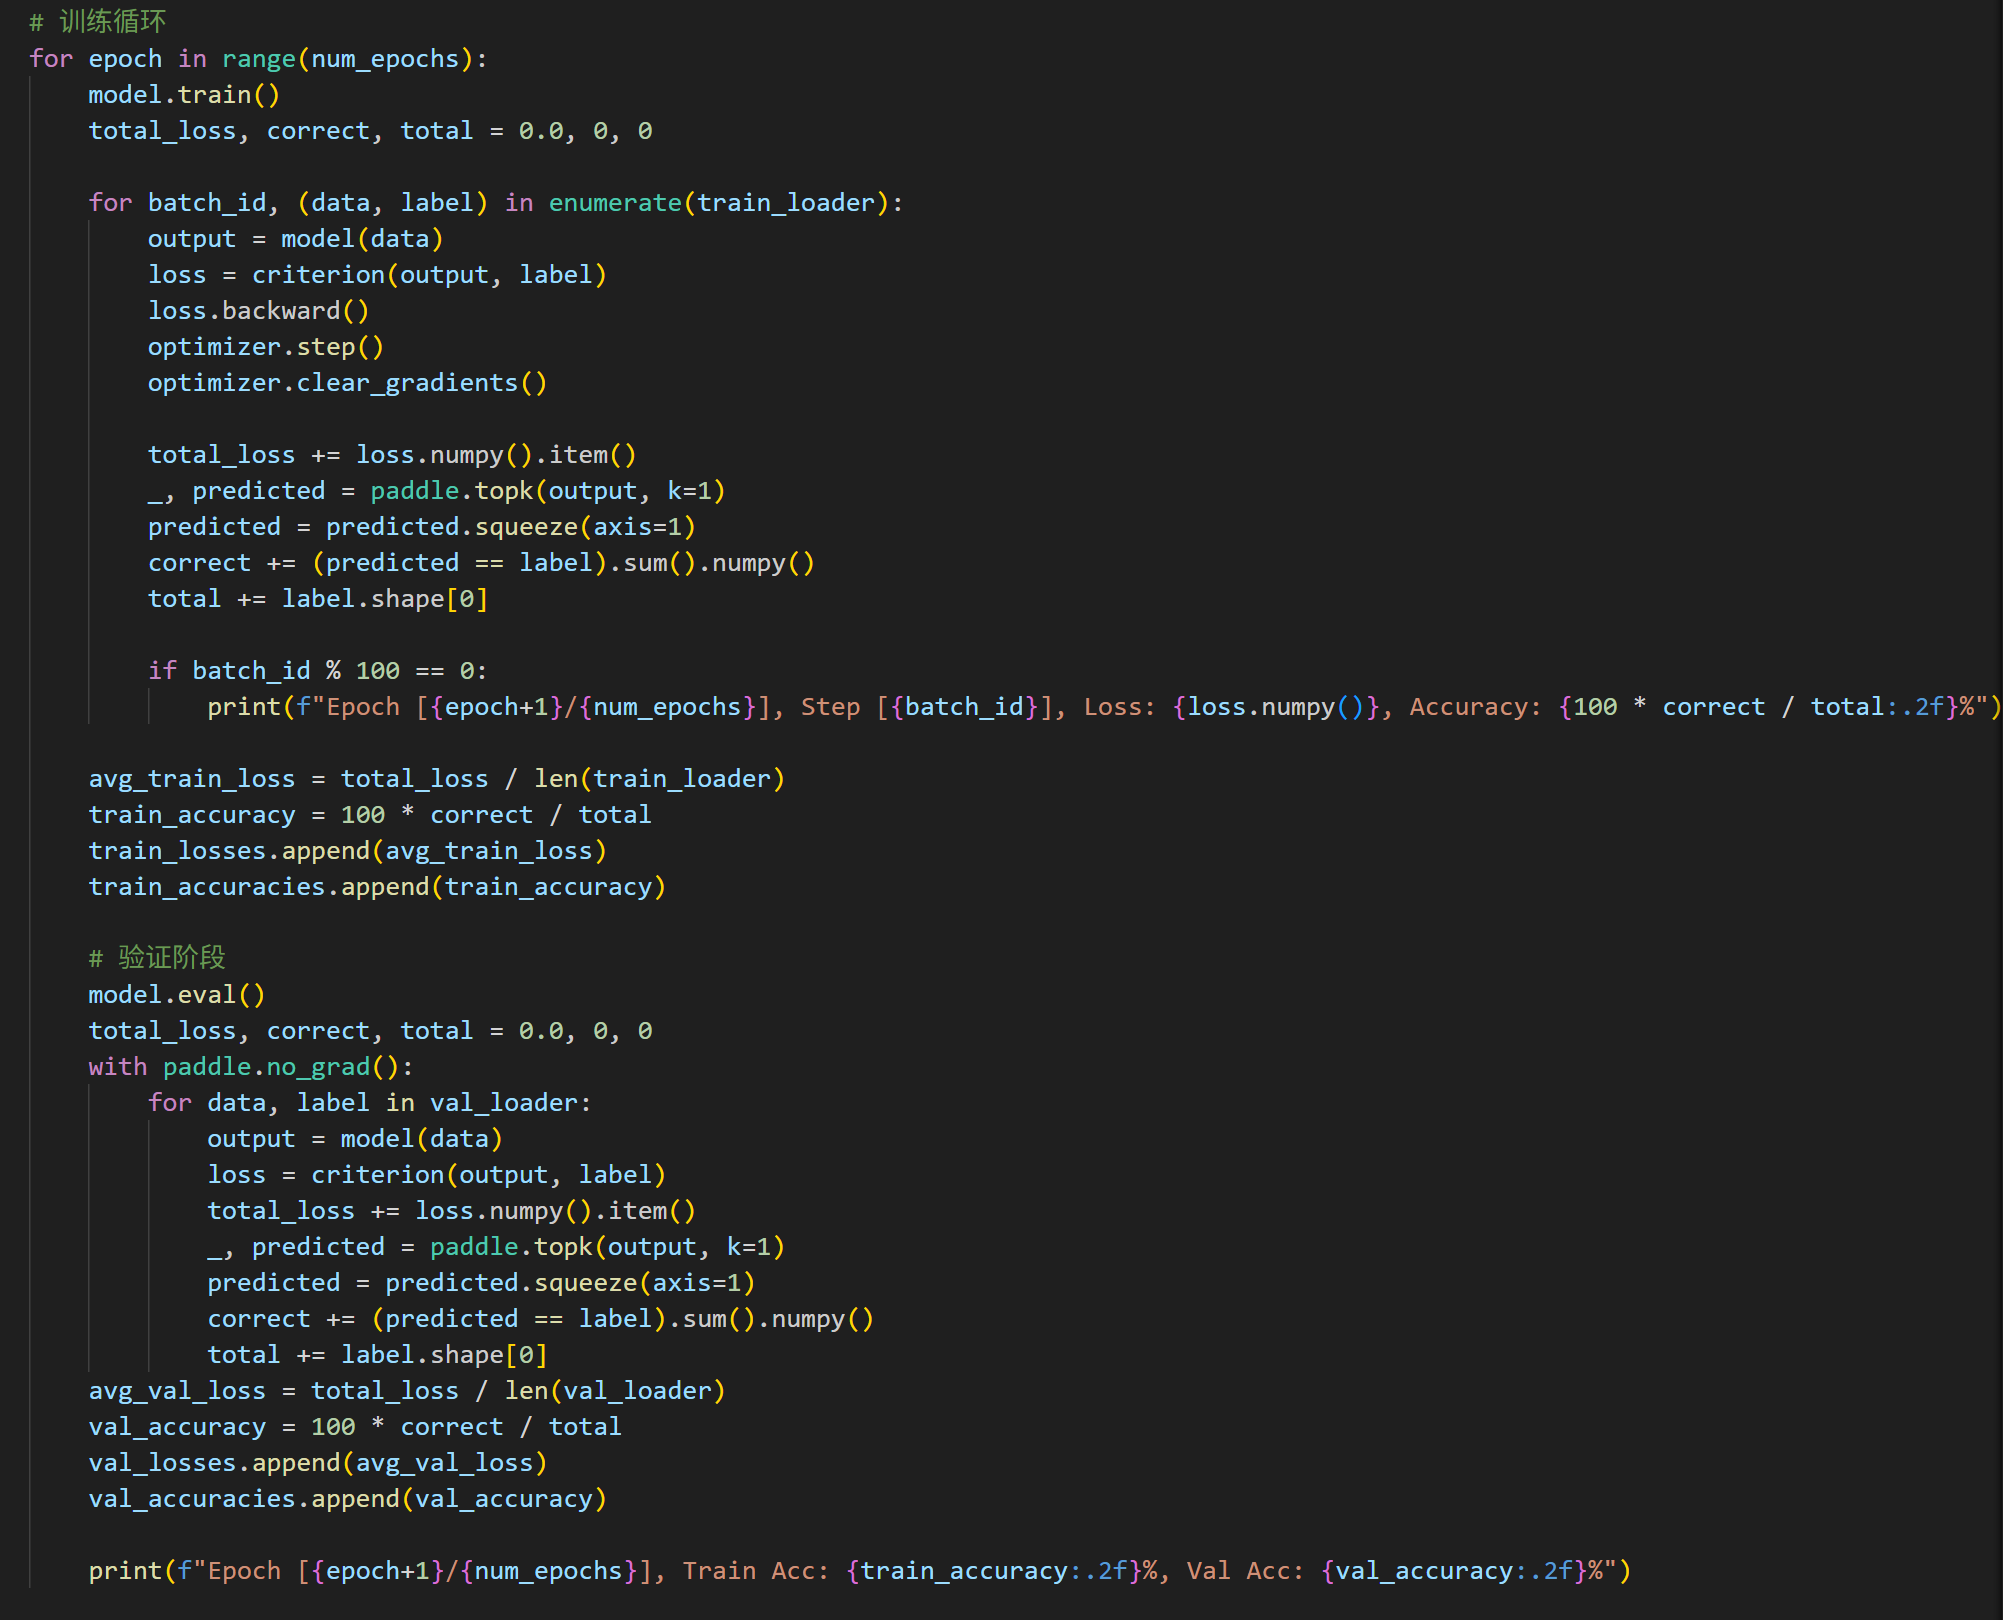 # 训练循环
for epoch in range(num_epochs):
    model.train()
    total_loss, correct, total = 0.0, 0, 0

    for batch_id, (data, label) in enumerate(train_loader):
        output = model(data)
        loss = criterion(output, label)
        loss.backward()
        optimizer.step()
        optimizer.clear_gradients()

        total_loss += loss.numpy().item()
        _, predicted = paddle.topk(output, k=1)
        predicted = predicted.squeeze(axis=1)
        correct += (predicted == label).sum().numpy()
        total += label.shape[0]

        if batch_id % 100 == 0:
            print(f"Epoch [{epoch+1}/{num_epochs}], Step [{batch_id}], Loss: {loss.numpy()}, Accuracy: {100 * correct / total:.2f}%")

    avg_train_loss = total_loss / len(train_loader)
    train_accuracy = 100 * correct / total
    train_losses.append(avg_train_loss)
    train_accuracies.append(train_accuracy)

    # 验证阶段
    model.eval()
    total_loss, correct, total = 0.0, 0, 0
    with paddle.no_grad():
        for data, label in val_loader:
            output = model(data)
            loss = criterion(output, label)
            total_loss += loss.numpy().item()
            _, predicted = paddle.topk(output, k=1)
            predicted = predicted.squeeze(axis=1)
            correct += (predicted == label).sum().numpy()
            total += label.shape[0]
    avg_val_loss = total_loss / len(val_loader)
    val_accuracy = 100 * correct / total
    val_losses.append(avg_val_loss)
    val_accuracies.append(val_accuracy)

    print(f"Epoch [{epoch+1}/{num_epochs}], Train Acc: {train_accuracy:.2f}%, Val Acc: {val_accuracy:.2f}%")